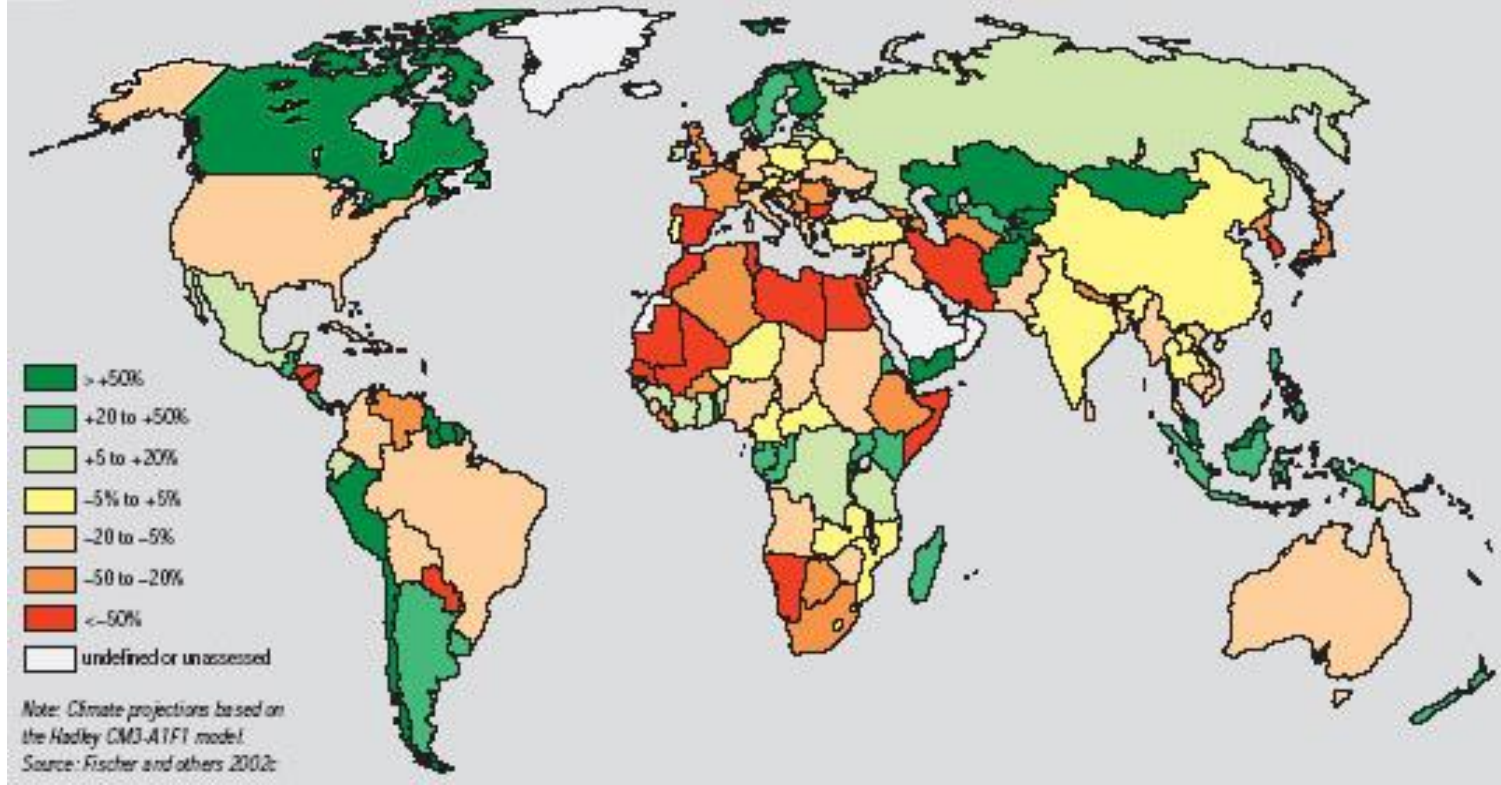 > +50%
+20 to +50%
+5 to +20%
–5% to +5%
–20 to –5%
–50 to –20%
<–50%
undefined or unassessed
Note: Climate projections based on
the Hadley CM3-A1F1 model.
Source: Fischer and others 2002c